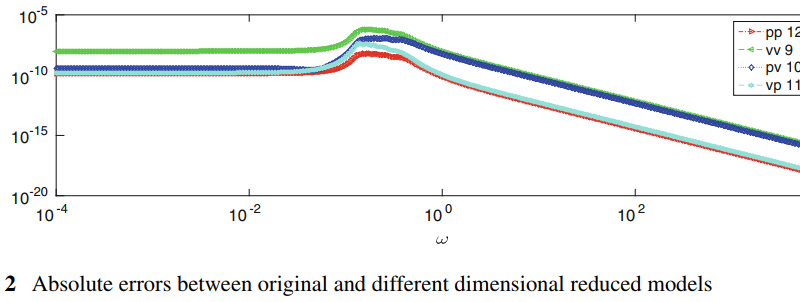 10^-5
pp 12
vv 9
pv 10
vp 11
10^-10
10^-15
10^-20
10^-4 10^-2 10^0 10^2
ω
2 Absolute errors between original and different dimensional reduced models